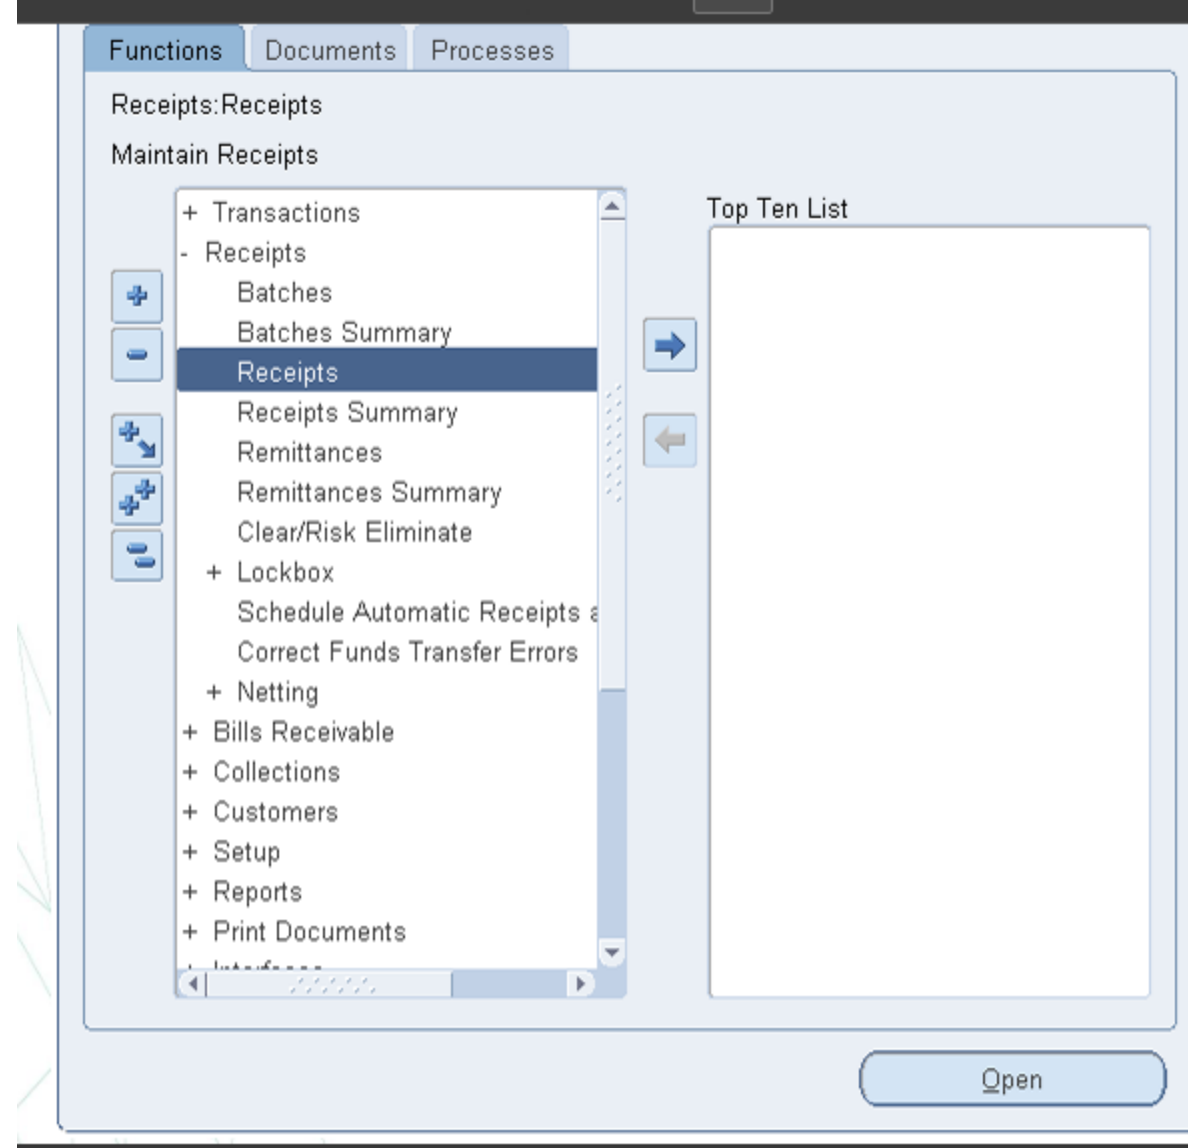 Functions Documents Processes
Receipts:Receipts
Maintain Receipts
Top Ten List
+ Transactions
- Receipts
Batches
Batches Summary
Receipts
Receipts Summary
Remittances
Remittances Summary
Clear/Risk Eliminate
+ Lockbox
Schedule Automatic Receipts a
Correct Funds Transfer Errors
+ Netting
+ Bills Receivable
+ Collections
+ Customers
+ Setup
+ Reports
+ Print Documents
Open